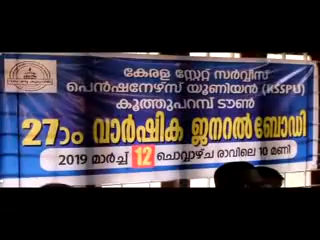 കേരള സ്റ്റേറ്റ് സർവ്വീസ്
പെൻഷനേഴ്സ് യൂണിയൻ (KSSPU)
കൂത്തുപറമ്പ് ടൗൺ
27ാം വാർഷിക ജനറൽ ബോഡി
2019 മാർച്ച് 12 ചൊവ്വാഴ്ച രാവിലെ 10 മണി